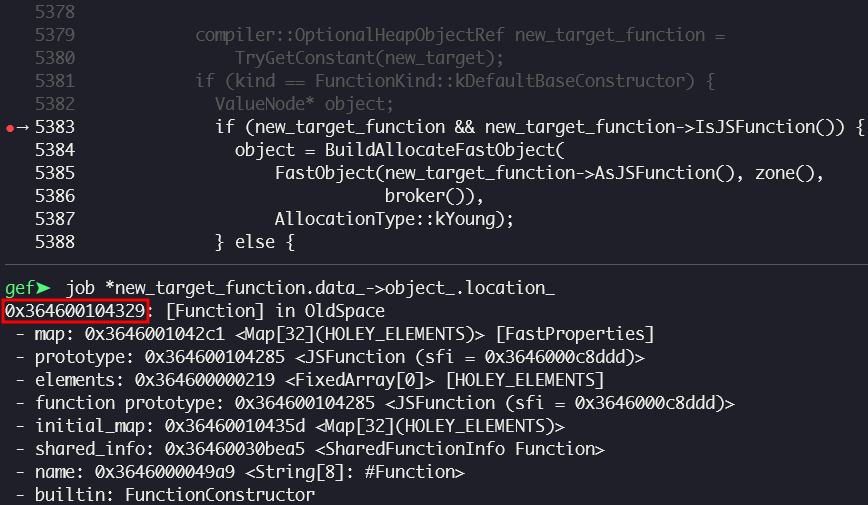 5378
5379 compiler::OptionalHeapObjectRef new_target_function =
5380 TryGetConstant(new_target);
5381 if (kind == FunctionKind::kDefaultBaseConstructor) {
5382 ValueNode* object;
●→ 5383 if (new_target_function && new_target_function->IsJSFunction()) {
5384 object = BuildAllocateFastObject(
5385 FastObject(new_target_function->AsJSFunction(), zone(),
5386 broker()),
5387 AllocationType::kYoung);
5388 } else {
gef➤ job *new_target_function.data_->object_.location_
0x364600104329: [Function] in OldSpace
- map: 0x3646001042c1 <Map[32](HOLEY_ELEMENTS)> [FastProperties]
- prototype: 0x364600104285 <JSFunction (sfi = 0x3646000c8ddd)>
- elements: 0x364600000219 <FixedArray[0]> [HOLEY_ELEMENTS]
- function prototype: 0x364600104285 <JSFunction (sfi = 0x3646000c8ddd)>
- initial_map: 0x36460010435d <Map[32](HOLEY_ELEMENTS)>
- shared_info: 0x36460030bea5 <SharedFunctionInfo Function>
- name: 0x3646000049a9 <String[8]: #Function>
- builtin: FunctionConstructor